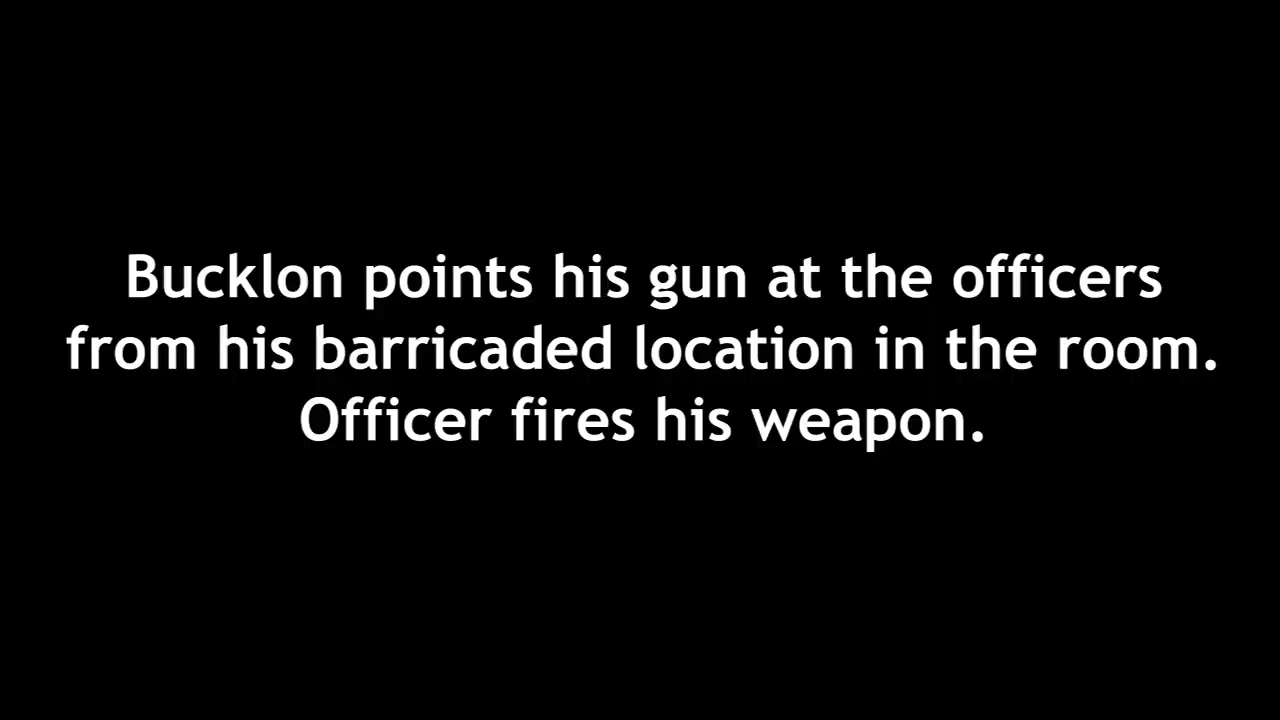 Bucklon points his gun at the officers
from his barricaded location in the room.
Officer fires his weapon.